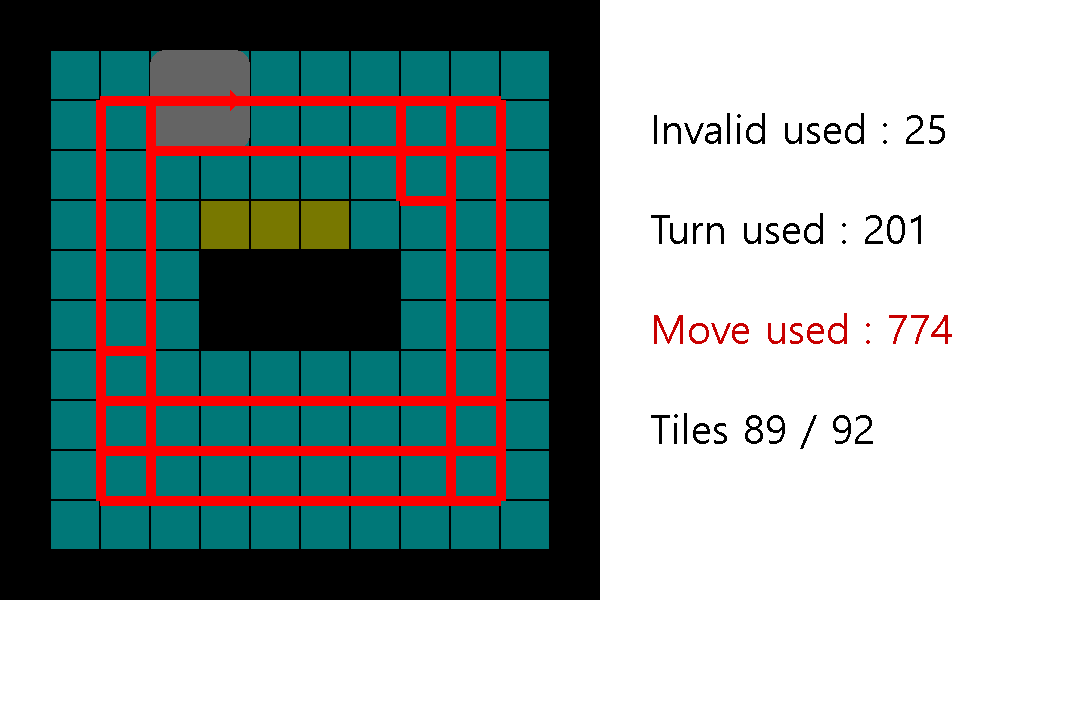 Invalid used : 25
Turn used : 201
Move used : 774
Tiles 89 / 92